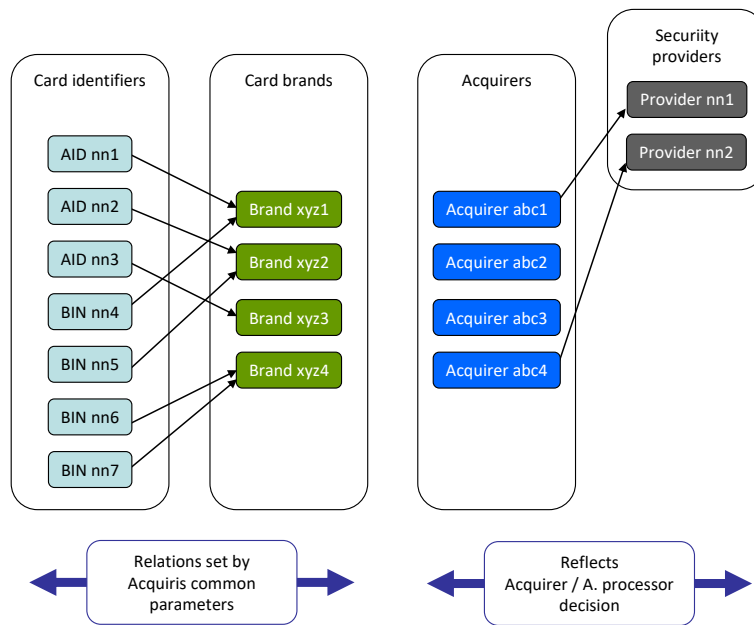 Card identifiers
AID nn1
AID nn2
AID nn3
BIN nn4
BIN nn5
BIN nn6
BIN nn7
Card brands
Brand xyz1
Brand xyz2
Brand xyz3
Brand xyz4
Acquirers
Acquirer abc1
Acquirer abc2
Acquirer abc3
Acquirer abc4
Securiity
providers
Provider nn1
Provider nn2
Relations set by
Acquiris common
parameters
Reflects
Acquirer / A. processor
decision